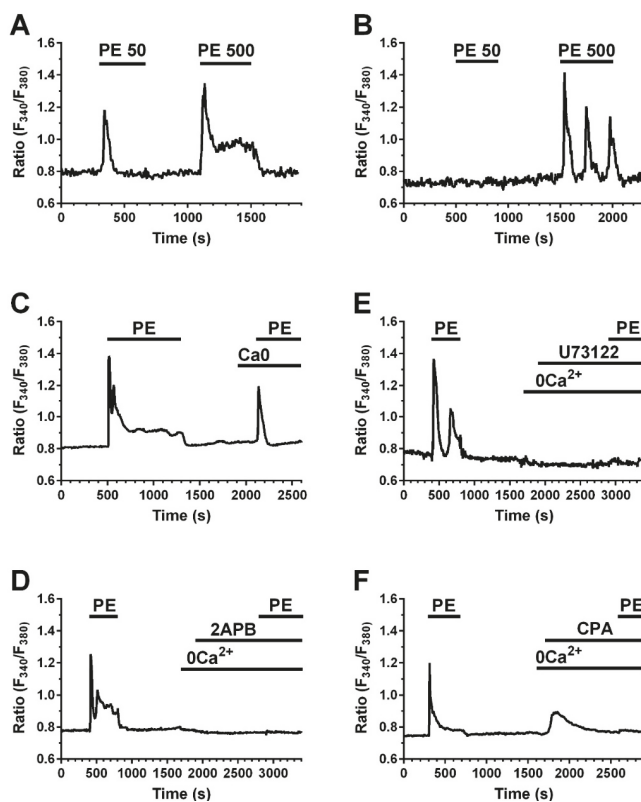 A
PE 50 PE 500
1.6
1.4
1.2
1.0
0.8
0.6
Ratio (F340/F380)
0 500 1000 1500
Time (s)
B
PE 50 PE 500
1.6
1.4
1.2
1.0
0.8
0.6
Ratio (F340/F380)
0 500 1000 1500 2000
Time (s)
C
PE PE
Ca0
1.6
1.4
1.2
1.0
0.8
0.6
Ratio (F340/F380)
0 500 1000 1500 2000 2500
Time (s)
E
PE PE
U73122
0Ca2+
1.6
1.4
1.2
1.0
0.8
0.6
Ratio (F340/F380)
0 500 1000 1500 2000 2500 3000
Time (s)
D
PE PE
2APB
0Ca2+
1.6
1.4
1.2
1.0
0.8
0.6
Ratio (F340/F380)
0 500 1000 1500 2000 2500 3000
Time (s)
F
PE PE
CPA
0Ca2+
1.6
1.4
1.2
1.0
0.8
0.6
Ratio (F340/F380)
0 500 1000 1500 2000 2500
Time (s)